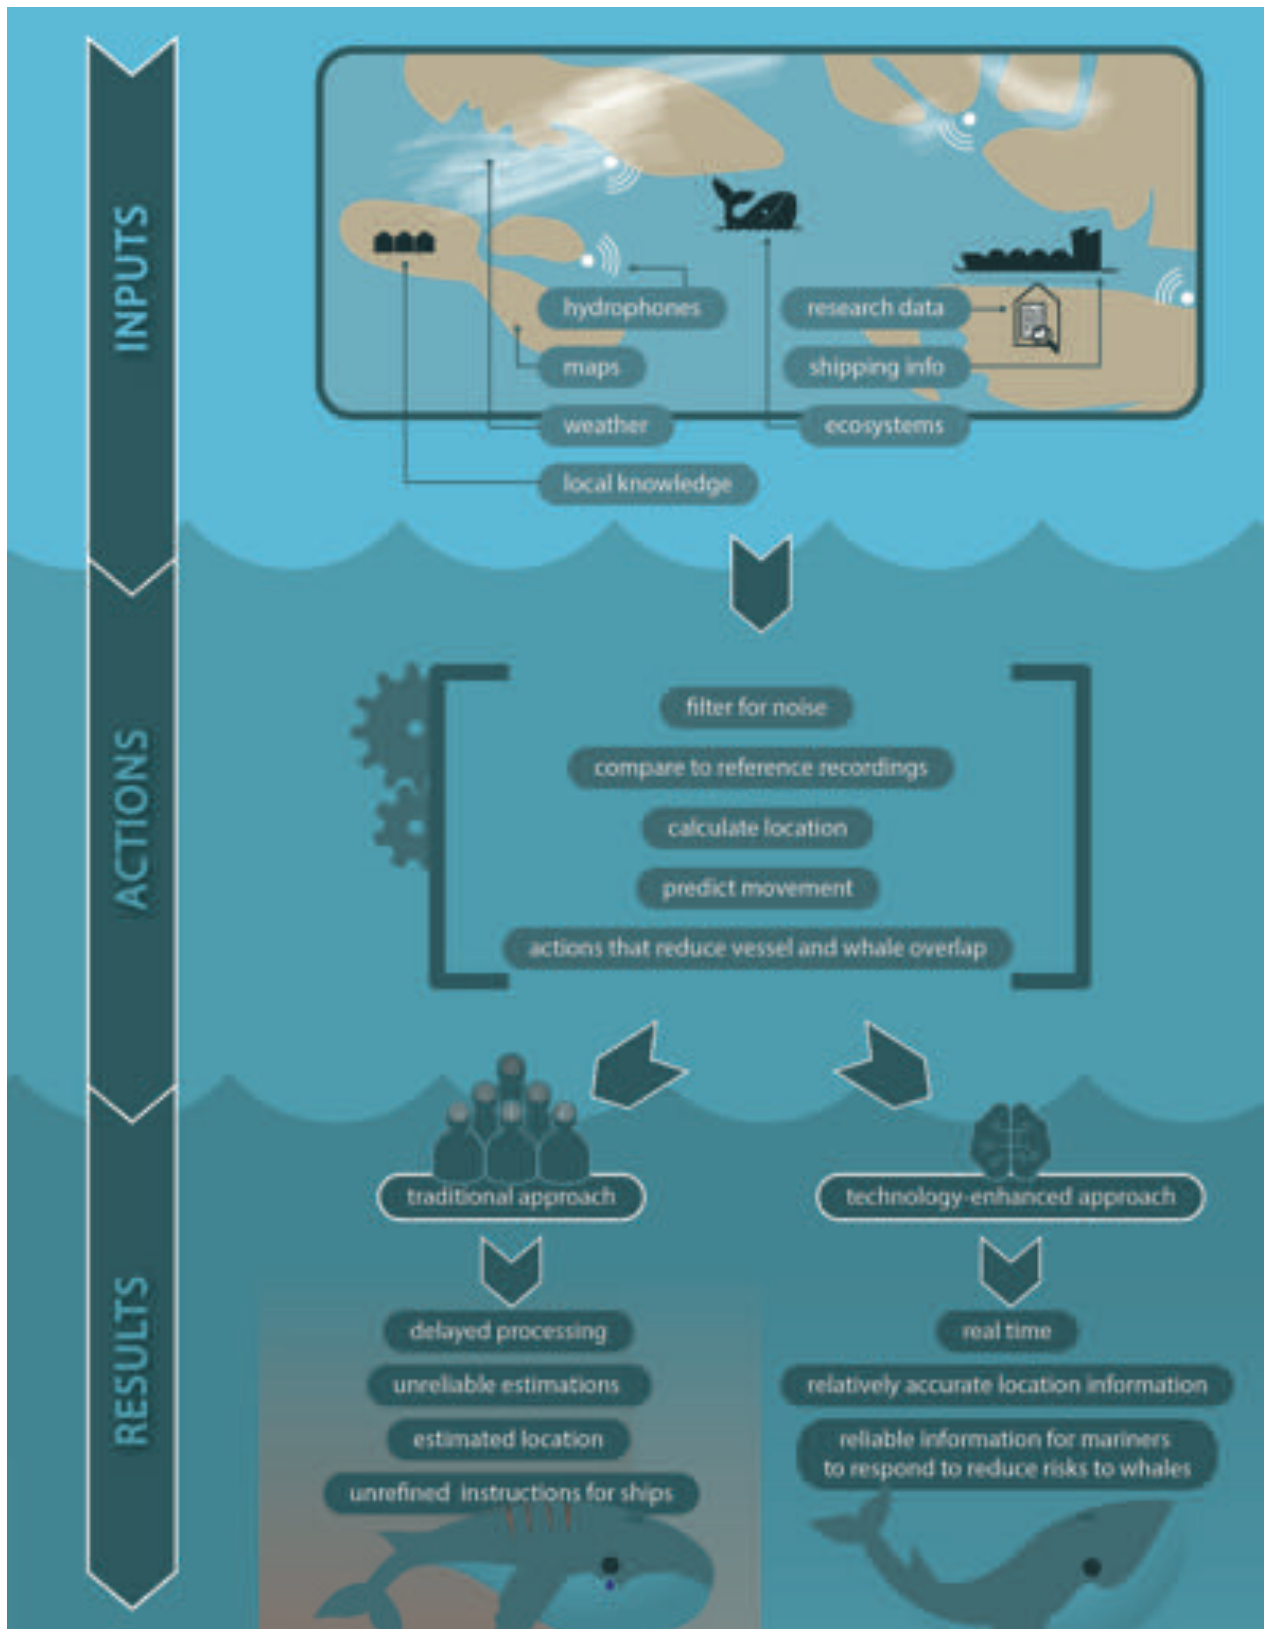 INPUTS
hydrophones
research data
maps
shipping info
weather
ecosystems
local knowledge
ACTIONS
filter for noise
compare to reference recordings
calculate location
predict movement
actions that reduce vessel and whale overlap
RESULTS
traditional approach
technology-enhanced approach
delayed processing
unreliable estimations
estimated location
unrefined instructions for ships
real time
relatively accurate location information
reliable information for mariners
to respond to reduce risks to whales